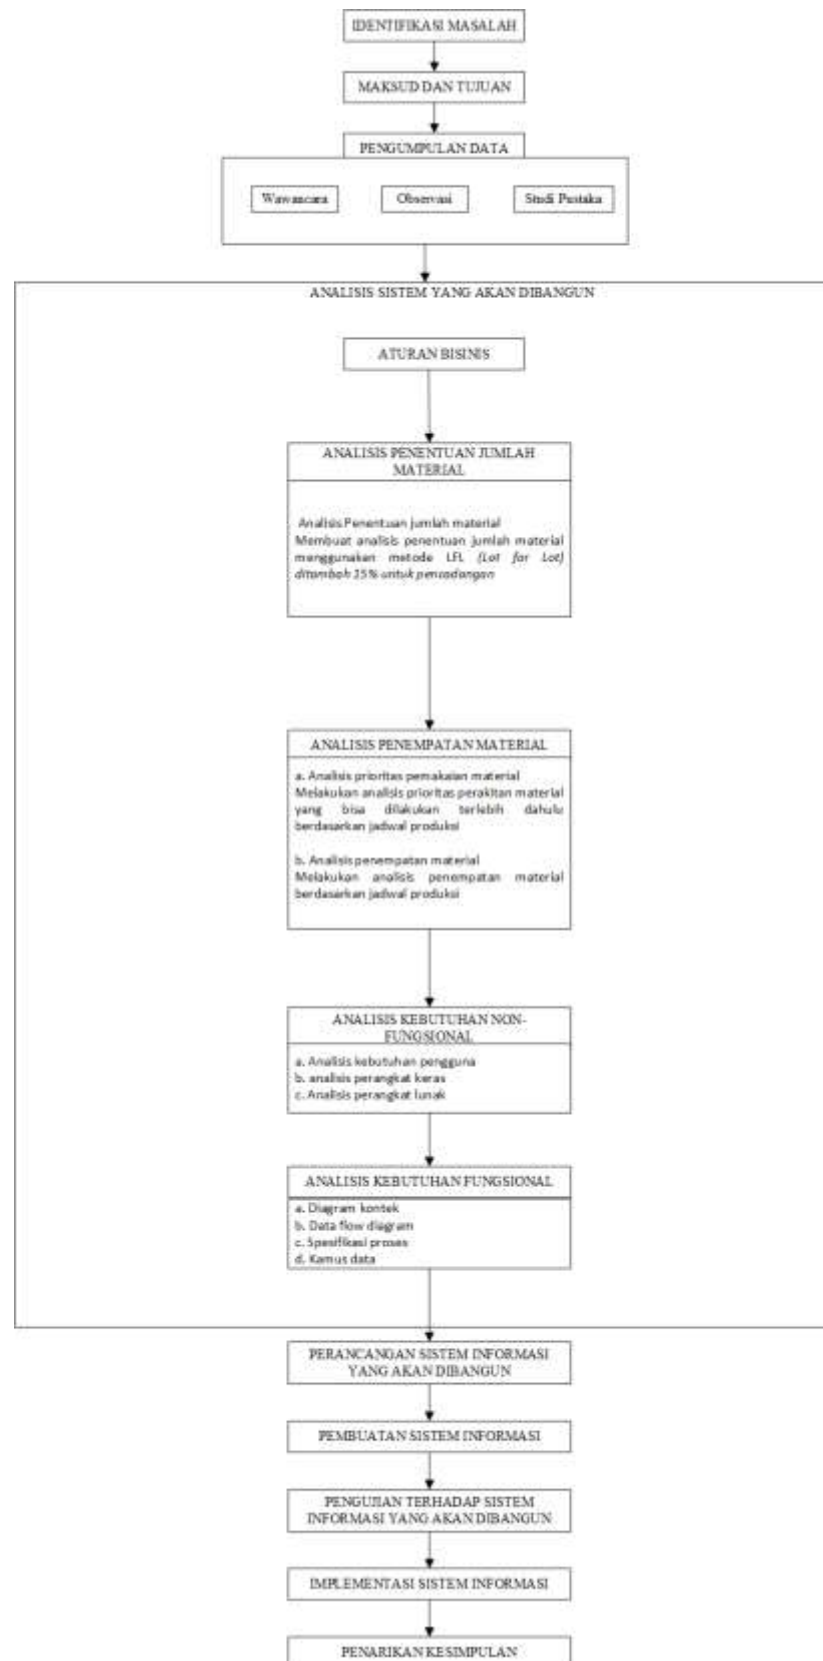 IDENTIFIKASI MASALAH
MAKSUD DAN TUJUAN
PENGUMPULAN DATA
Wawancara
Observasi
Studi Pustaka
ANALISIS SISTEM YANG AKAN DIBANGUN
ATURAN BISINIS
ANALISIS PENENTUAN JUMLAH
MATERIAL
Analisis Penentuan jumlah material
Membuat analisis penentuan jumlah material
menggunakan metode LFL (Lot for Lot)
ditambah 15% untuk pencadangan
ANALISIS PENEMPATAN MATERIAL
a. Analisis prioritas pemakaian material
Melakukan analisis prioritas perakitan material
yang bisa dilakukan terlebih dahulu
berdasarkan jadwal produksi
b. Analisis penempatan material
Melakukan analisis penempatan material
berdasarkan jadwal produksi
ANALISIS KEBUTUHAN NON-
FUNGSIONAL
a. Analisis kebutuhan pengguna
b. analisis perangkat keras
c. Analisis perangkat lunak
ANALISIS KEBUTUHAN FUNGSIONAL
a. Diagram kontek
b. Data flow diagram
c. Spesifikasi proses
d. Kamus data
PERANCANGAN SISTEM INFORMASI
YANG AKAN DIBANGUN
PEMBUATAN SISTEM INFORMASI
PENGUJIAN TERHADAP SISTEM
INFORMASI YANG AKAN DIBANGUN
IMPLEMENTASI SISTEM INFORMASI
PENARIKAN KESIMPULAN